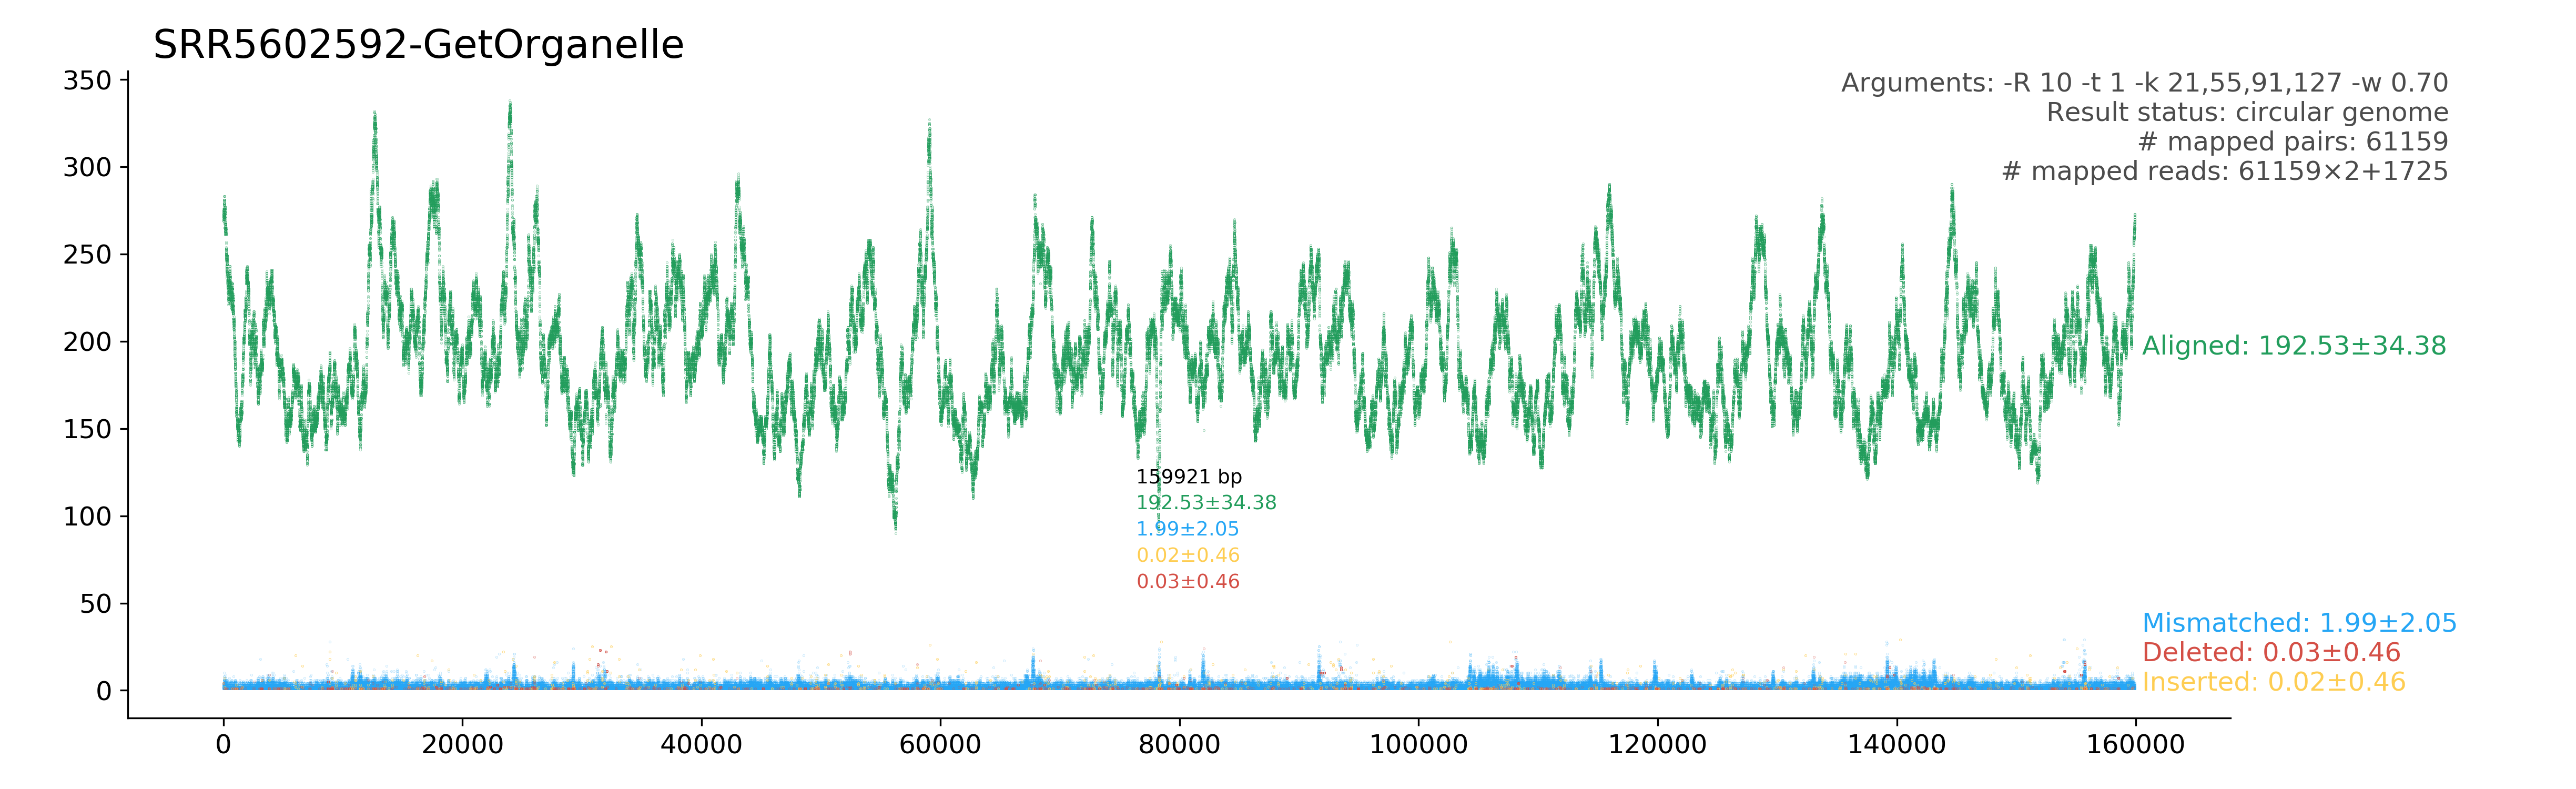 SRR5602592-GetOrganelle
Arguments: -R 10 -t 1 -k 21,55,91,127 -w 0.70
Result status: circular genome
# mapped pairs: 61159
# mapped reads: 61159×2+1725
350
300
250
200
150
100
50
0
Aligned: 192.53±34.38
159921 bp
192.53±34.38
1.99±2.05
0.02±0.46
0.03±0.46
Mismatched: 1.99±2.05
Deleted: 0.03±0.46
Inserted: 0.02±0.46
0 20000 40000 60000 80000 100000 120000 140000 160000